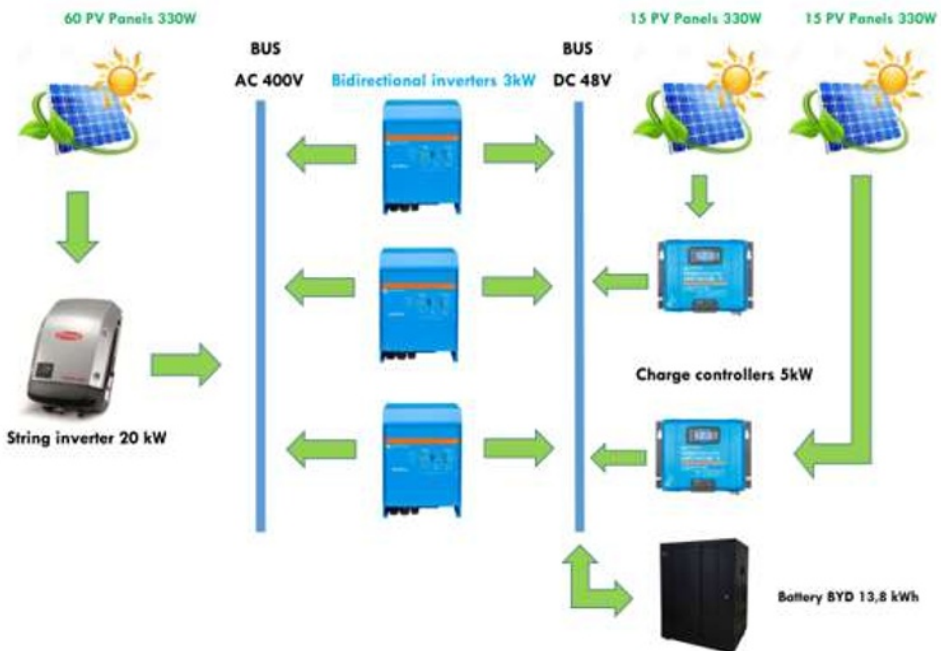 60 PV Panels 330W
15 PV Panels 330W
15 PV Panels 330W
BUS
AC 400V
Bidirectional inverters 3kW
BUS
DC 48V
Charge controllers 5kW
String inverter 20 kW
Battery BYD 13,8 kWh